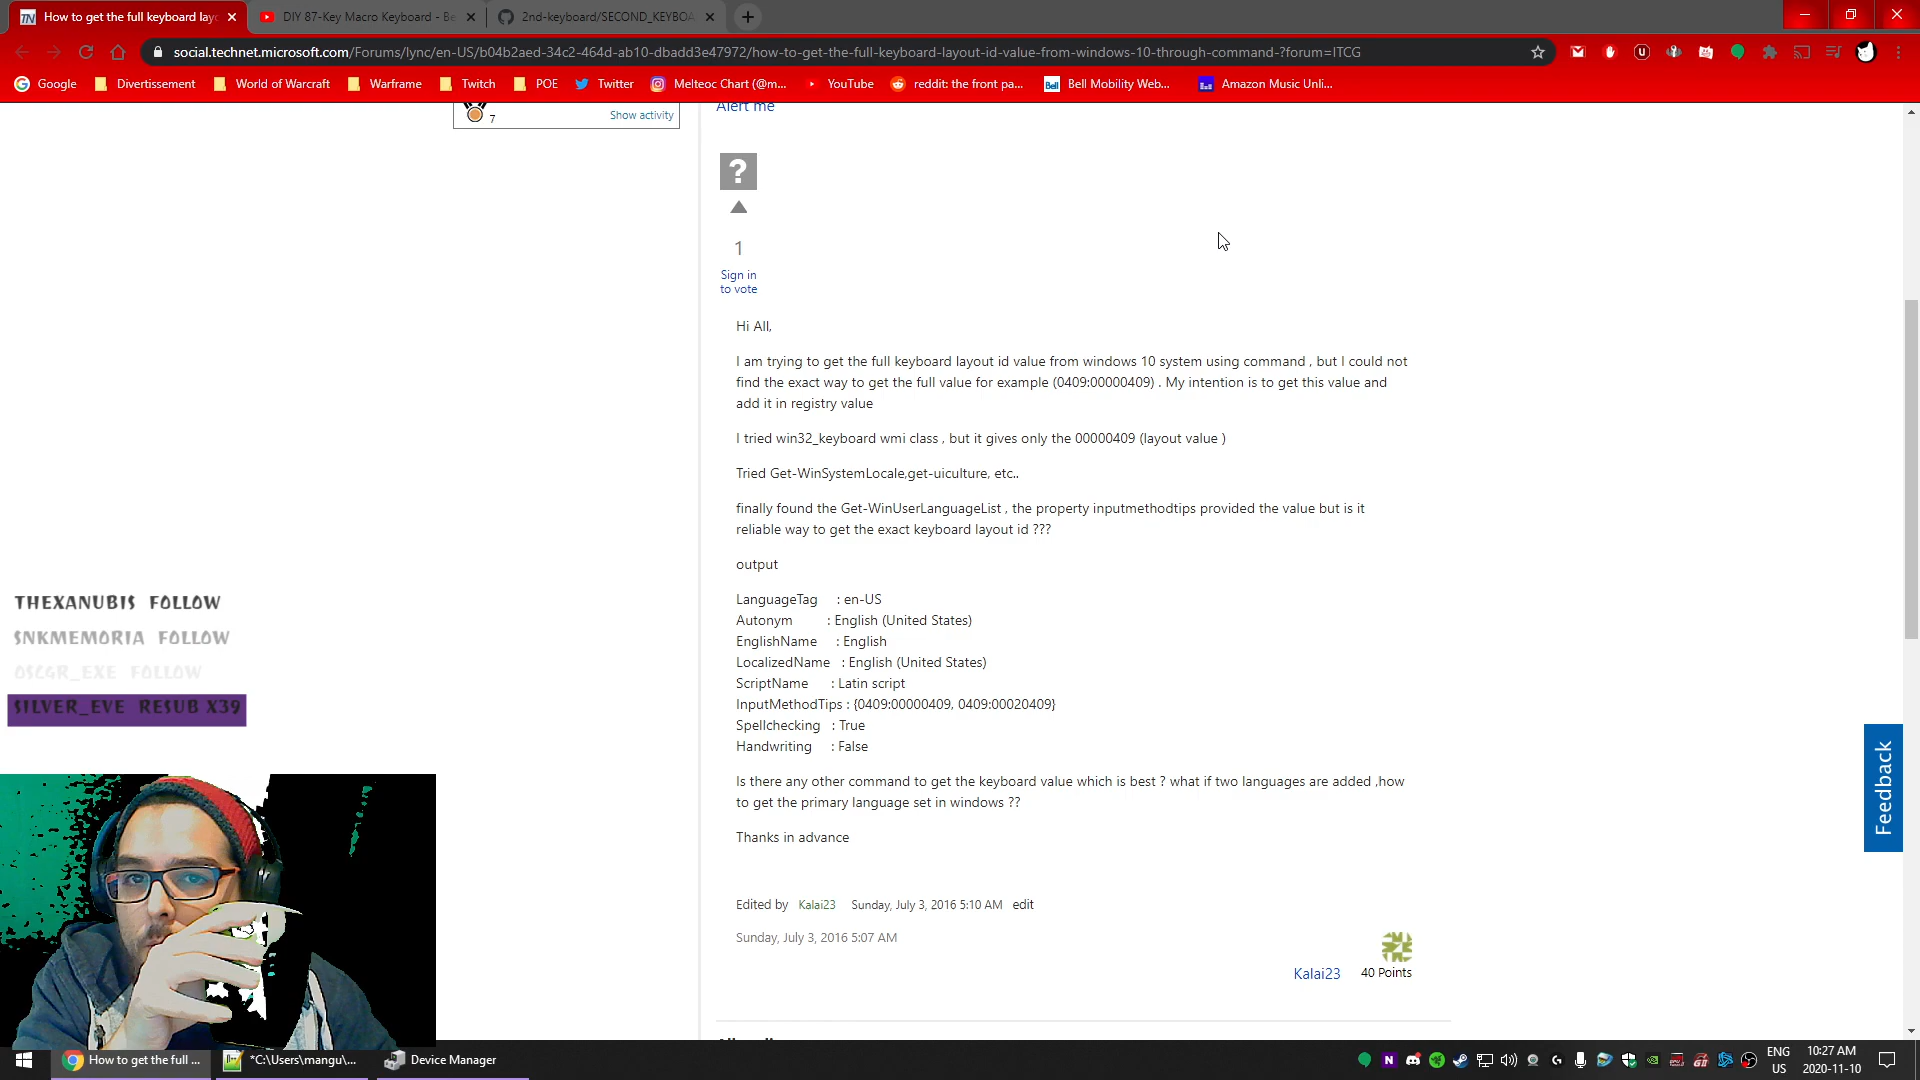 How to get the full keyboard lay
DIY 87-Key Macro Keyboard - Be
2nd-keyboard/SECOND_KEYBOA
social.technet.microsoft.com/Forums/lync/en-US/b04b2aed-34c2-464d-ab10-dbadd3e47972/how-to-get-the-full-keyboard-layout-id-value-from-windows-10-through-command-?forum=ITCG
Google
Divertissement
World of Warcraft
Warframe
Twitch
POE
Twitter
Melteoc Chart (@m...
YouTube
reddit: the front pa...
Bell Mobility Web...
Amazon Music Unli...
7
Show activity
Alert me
?
1
Sign in
to vote
Hi All,
I am trying to get the full keyboard layout id value from windows 10 system using command , but I could not
find the exact way to get the full value for example (0409:00000409) . My intention is to get this value and
add it in registry value
I tried win32_keyboard wmi class , but it gives only the 00000409 (layout value )
Tried Get-WinSystemLocale,get-uiculture, etc..
finally found the Get-WinUserLanguageList , the property inputmethodtips provided the value but is it
reliable way to get the exact keyboard layout id ???
output
LanguageTag : en-US
Autonym : English (United States)
EnglishName : English
LocalizedName : English (United States)
ScriptName : Latin script
InputMethodTips : {0409:00000409, 0409:00020409}
Spellchecking : True
Handwriting : False
Is there any other command to get the keyboard value which is best ? what if two languages are added ,how
to get the primary language set in windows ??
Thanks in advance
Edited by Kalai23 Sunday, July 3, 2016 5:10 AM edit
Sunday, July 3, 2016 5:07 AM
Kalai23
40 Points
Feedback
THEXANUBIS FOLLOW
SNKMEMORIA FOLLOW
OSCGR_EXE FOLLOW
SILVER_EVE RESUB X39
How to get the full ...
*C:\Users\mangu\...
Device Manager
ENG
US
10:27 AM
2020-11-10